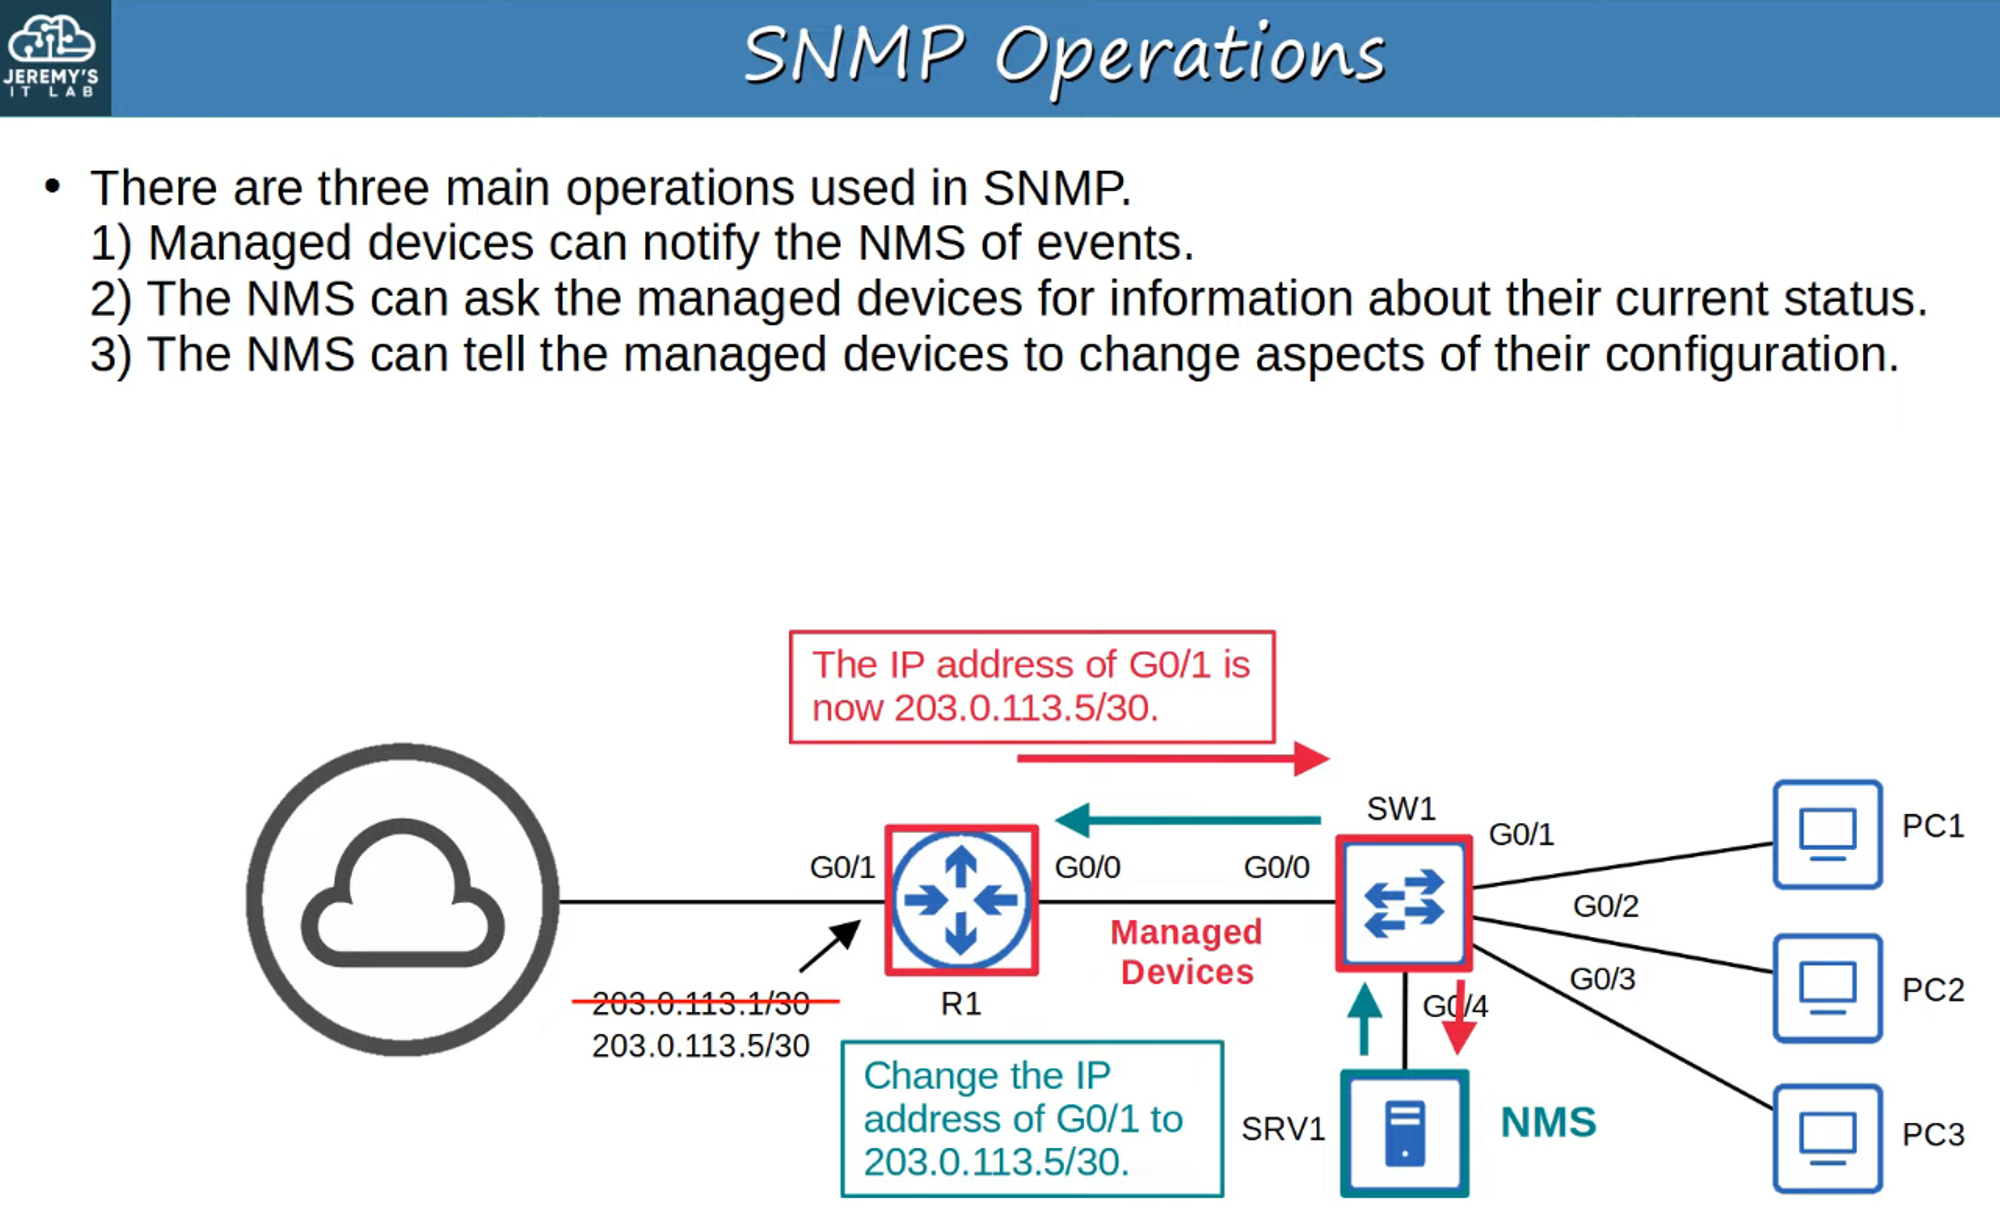 JEREMY'S
IT LAB
SNMP Operations
• There are three main operations used in SNMP.
1) Managed devices can notify the NMS of events.
2) The NMS can ask the managed devices for information about their current status.
3) The NMS can tell the managed devices to change aspects of their configuration.
The IP address of G0/1 is
now 203.0.113.5/30.
SW1
G0/1
PC1
G0/1
G0/0
G0/0
G0/2
Managed
Devices
G0/3
PC2
203.0.113.1/30
R1
G0/4
203.0.113.5/30
Change the IP
address of G0/1 to
203.0.113.5/30.
SRV1
NMS
PC3